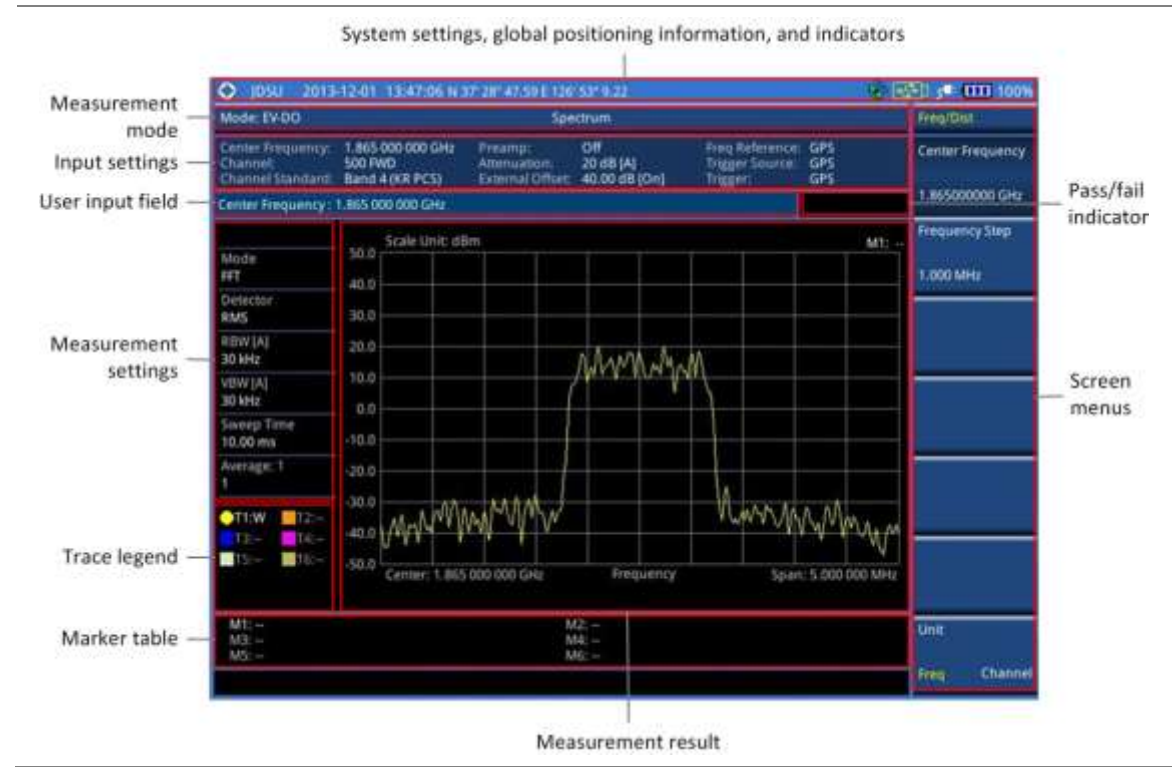 System settings, global positioning information, and indicators
JDSU 2013-12-01 13:47:06 N 37° 28" 47.59 E 126° 53" 9.22 100%
Measurement mode
Mode: EV-DO Spectrum Freq/Dist
Input settings
Center Frequency: 1.865 000 000 GHz Preamp: Off Freq Reference: GPS
Channel: 500 FWD Attenuation: 20 dB [A] Trigger Source: GPS
Channel Standard: Band 4 (KR PCS) External Offset: 40.00 dB [On] Trigger: GPS
Center Frequency
1.865000000 GHz
User input field
Center Frequency : 1.865 000 000 GHz
Pass/fail indicator
Frequency Step
1.000 MHz
Measurement settings
Mode
FFT
Detector
RMS
RBW [A]
30 kHz
VBW [A]
30 kHz
Sweep Time
10.00 ms
Average: 1
1
Scale Unit: dBm M1: --
50.0
40.0
30.0
20.0
10.0
0.0
-10.0
-20.0
-30.0
-40.0
-50.0
Center: 1.865 000 000 GHz Frequency Span: 5.000 000 MHz
Screen menus
Trace legend
T1:W T2:--
T3:-- T4:--
T5:-- T6:--
Marker table
M1: -- M2: --
M3: -- M4: --
M5: -- M6: --
Unit
Freq Channel
Measurement result